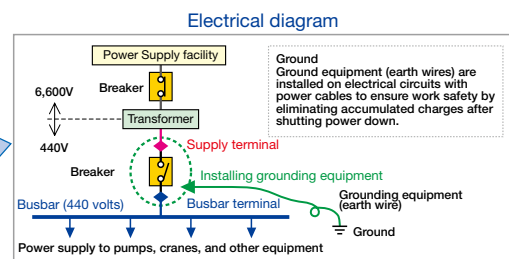 Electrical diagram
Power Supply facility
Breaker
6,600V
Transformer
440V
Supply terminal
Breaker
Installing grounding equipment
Busbar (440 volts)
Busbar terminal
Grounding equipment
(earth wire)
Ground
Power supply to pumps, cranes, and other equipment
Ground
Ground equipment (earth wires) are
installed on electrical circuits with
power cables to ensure work safety by
eliminating accumulated charges after
shutting power down.